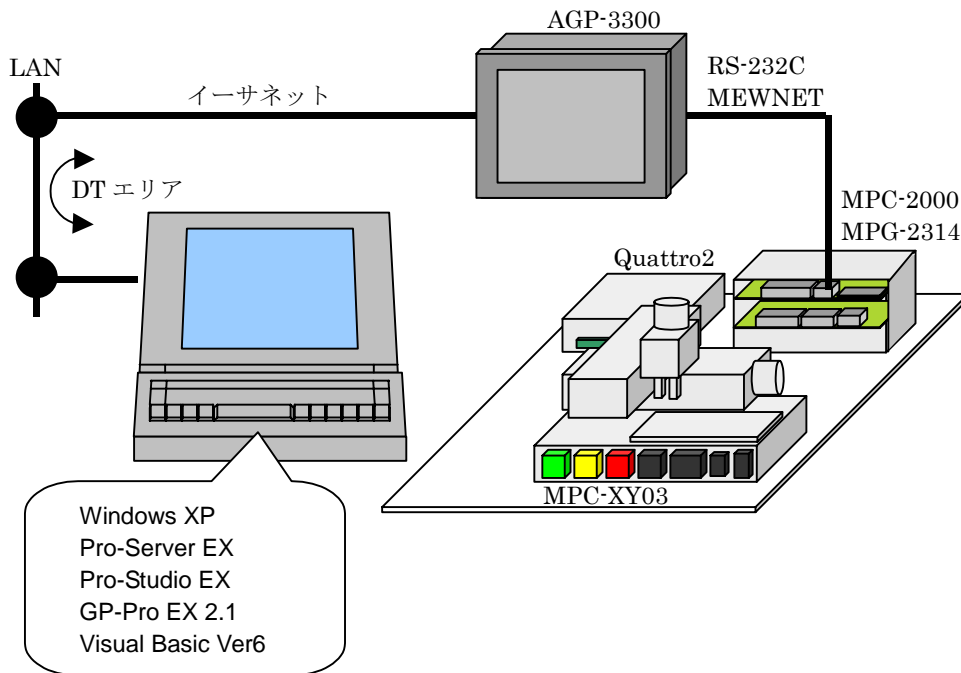 AGP-3300
LAN
イーサネット
RS-232C
MEWNET
DT エリア
MPC-2000
MPG-2314
Quattro2
MPC-XY03
Windows XP
Pro-Server EX
Pro-Studio EX
GP-Pro EX 2.1
Visual Basic Ver6